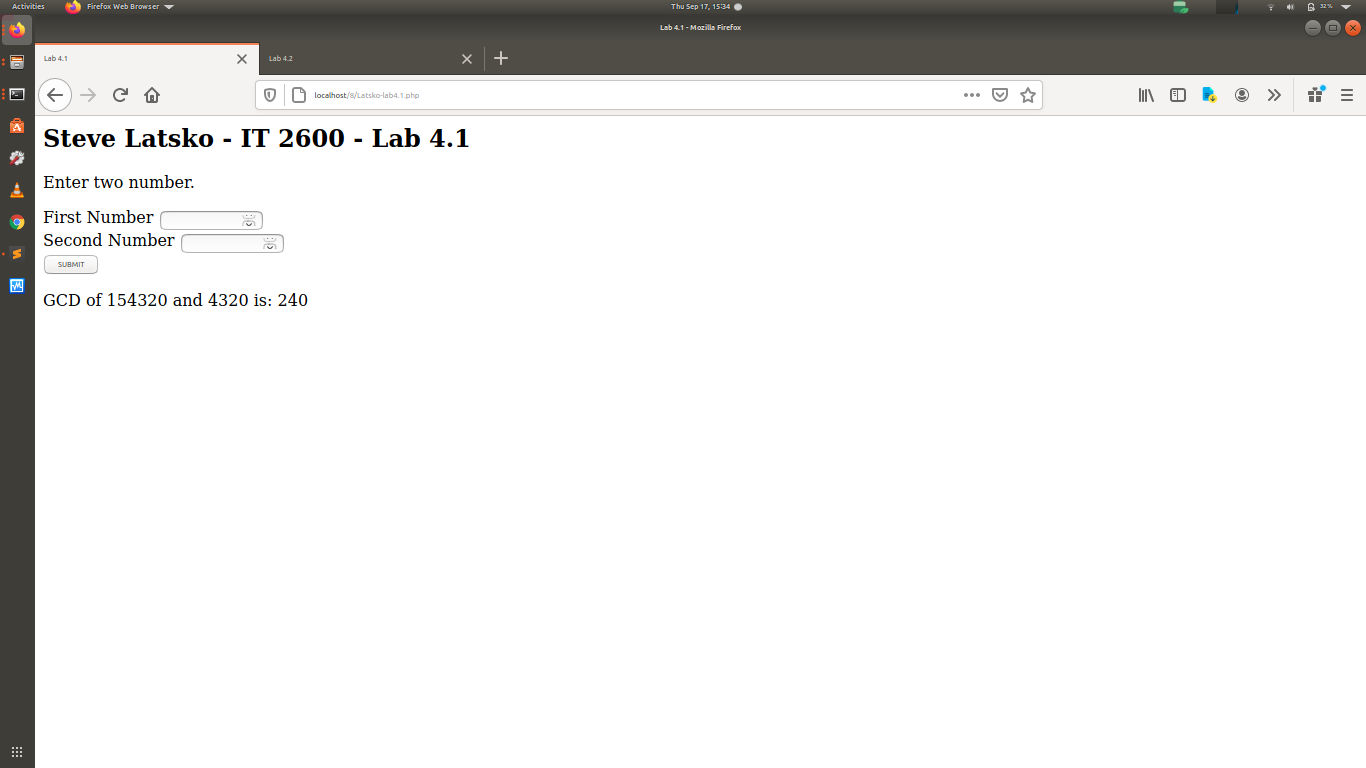 Activities Firefox Web Browser Thu Sep 17, 15:34 32%
Lab 4.1 - Mozilla Firefox
Lab 4.1 Lab 4.2
localhost/8/Latsko-lab4.1.php
Steve Latsko - IT 2600 - Lab 4.1
Enter two number.
First Number
Second Number
SUBMIT
GCD of 154320 and 4320 is: 240